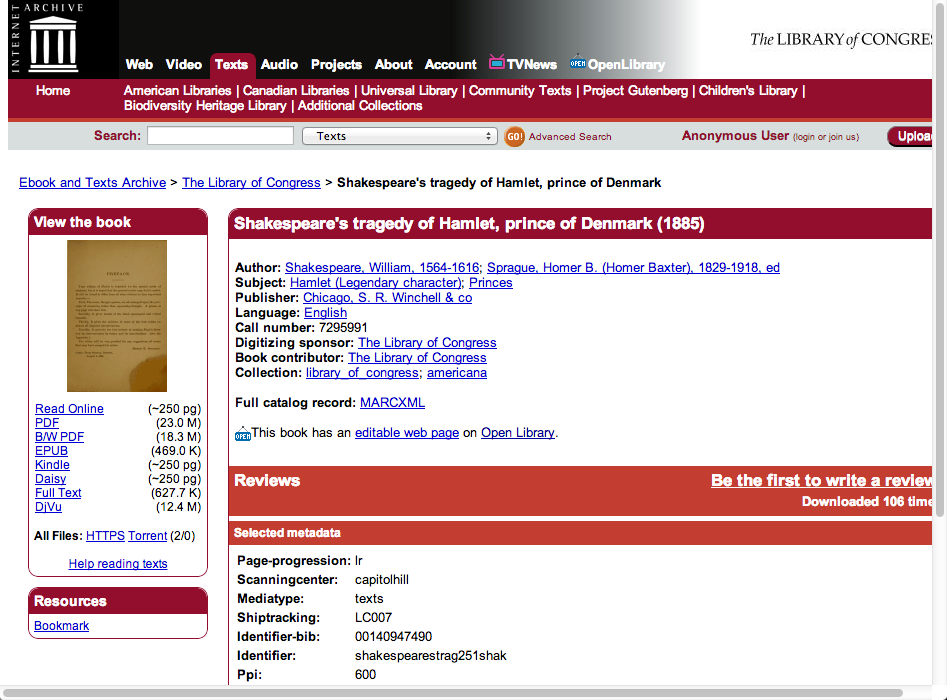 INTERNET ARCHIVE
The LIBRARY of CONGRE
Web Video Texts Audio Projects About Account TVNews OPEN OpenLibrary
Home
American Libraries | Canadian Libraries | Universal Library | Community Texts | Project Gutenberg | Children's Library |
Biodiversity Heritage Library | Additional Collections
Search: Texts GO! Advanced Search Anonymous User (login or join us) Uploa
Ebook and Texts Archive > The Library of Congress > Shakespeare's tragedy of Hamlet, prince of Denmark
View the book
PREFACE
Read Online (~250 pg)
PDF (23.0 M)
B/W PDF (18.3 M)
EPUB (469.0 K)
Kindle (~250 pg)
Daisy (~250 pg)
Full Text (627.7 K)
DjVu (12.4 M)
All Files: HTTPS Torrent (2/0)
Help reading texts
Resources
Bookmark
Shakespeare's tragedy of Hamlet, prince of Denmark (1885)
Author: Shakespeare, William, 1564-1616; Sprague, Homer B. (Homer Baxter), 1829-1918, ed
Subject: Hamlet (Legendary character); Princes
Publisher: Chicago, S. R. Winchell & co
Language: English
Call number: 7295991
Digitizing sponsor: The Library of Congress
Book contributor: The Library of Congress
Collection: library_of_congress; americana
Full catalog record: MARCXML
OPEN This book has an editable web page on Open Library.
Reviews
Be the first to write a review
Downloaded 106 time
Selected metadata
Page-progression: lr
Scanningcenter: capitolhill
Mediatype: texts
Shiptracking: LC007
Identifier-bib: 00140947490
Identifier: shakespearestrag251shak
Ppi: 600